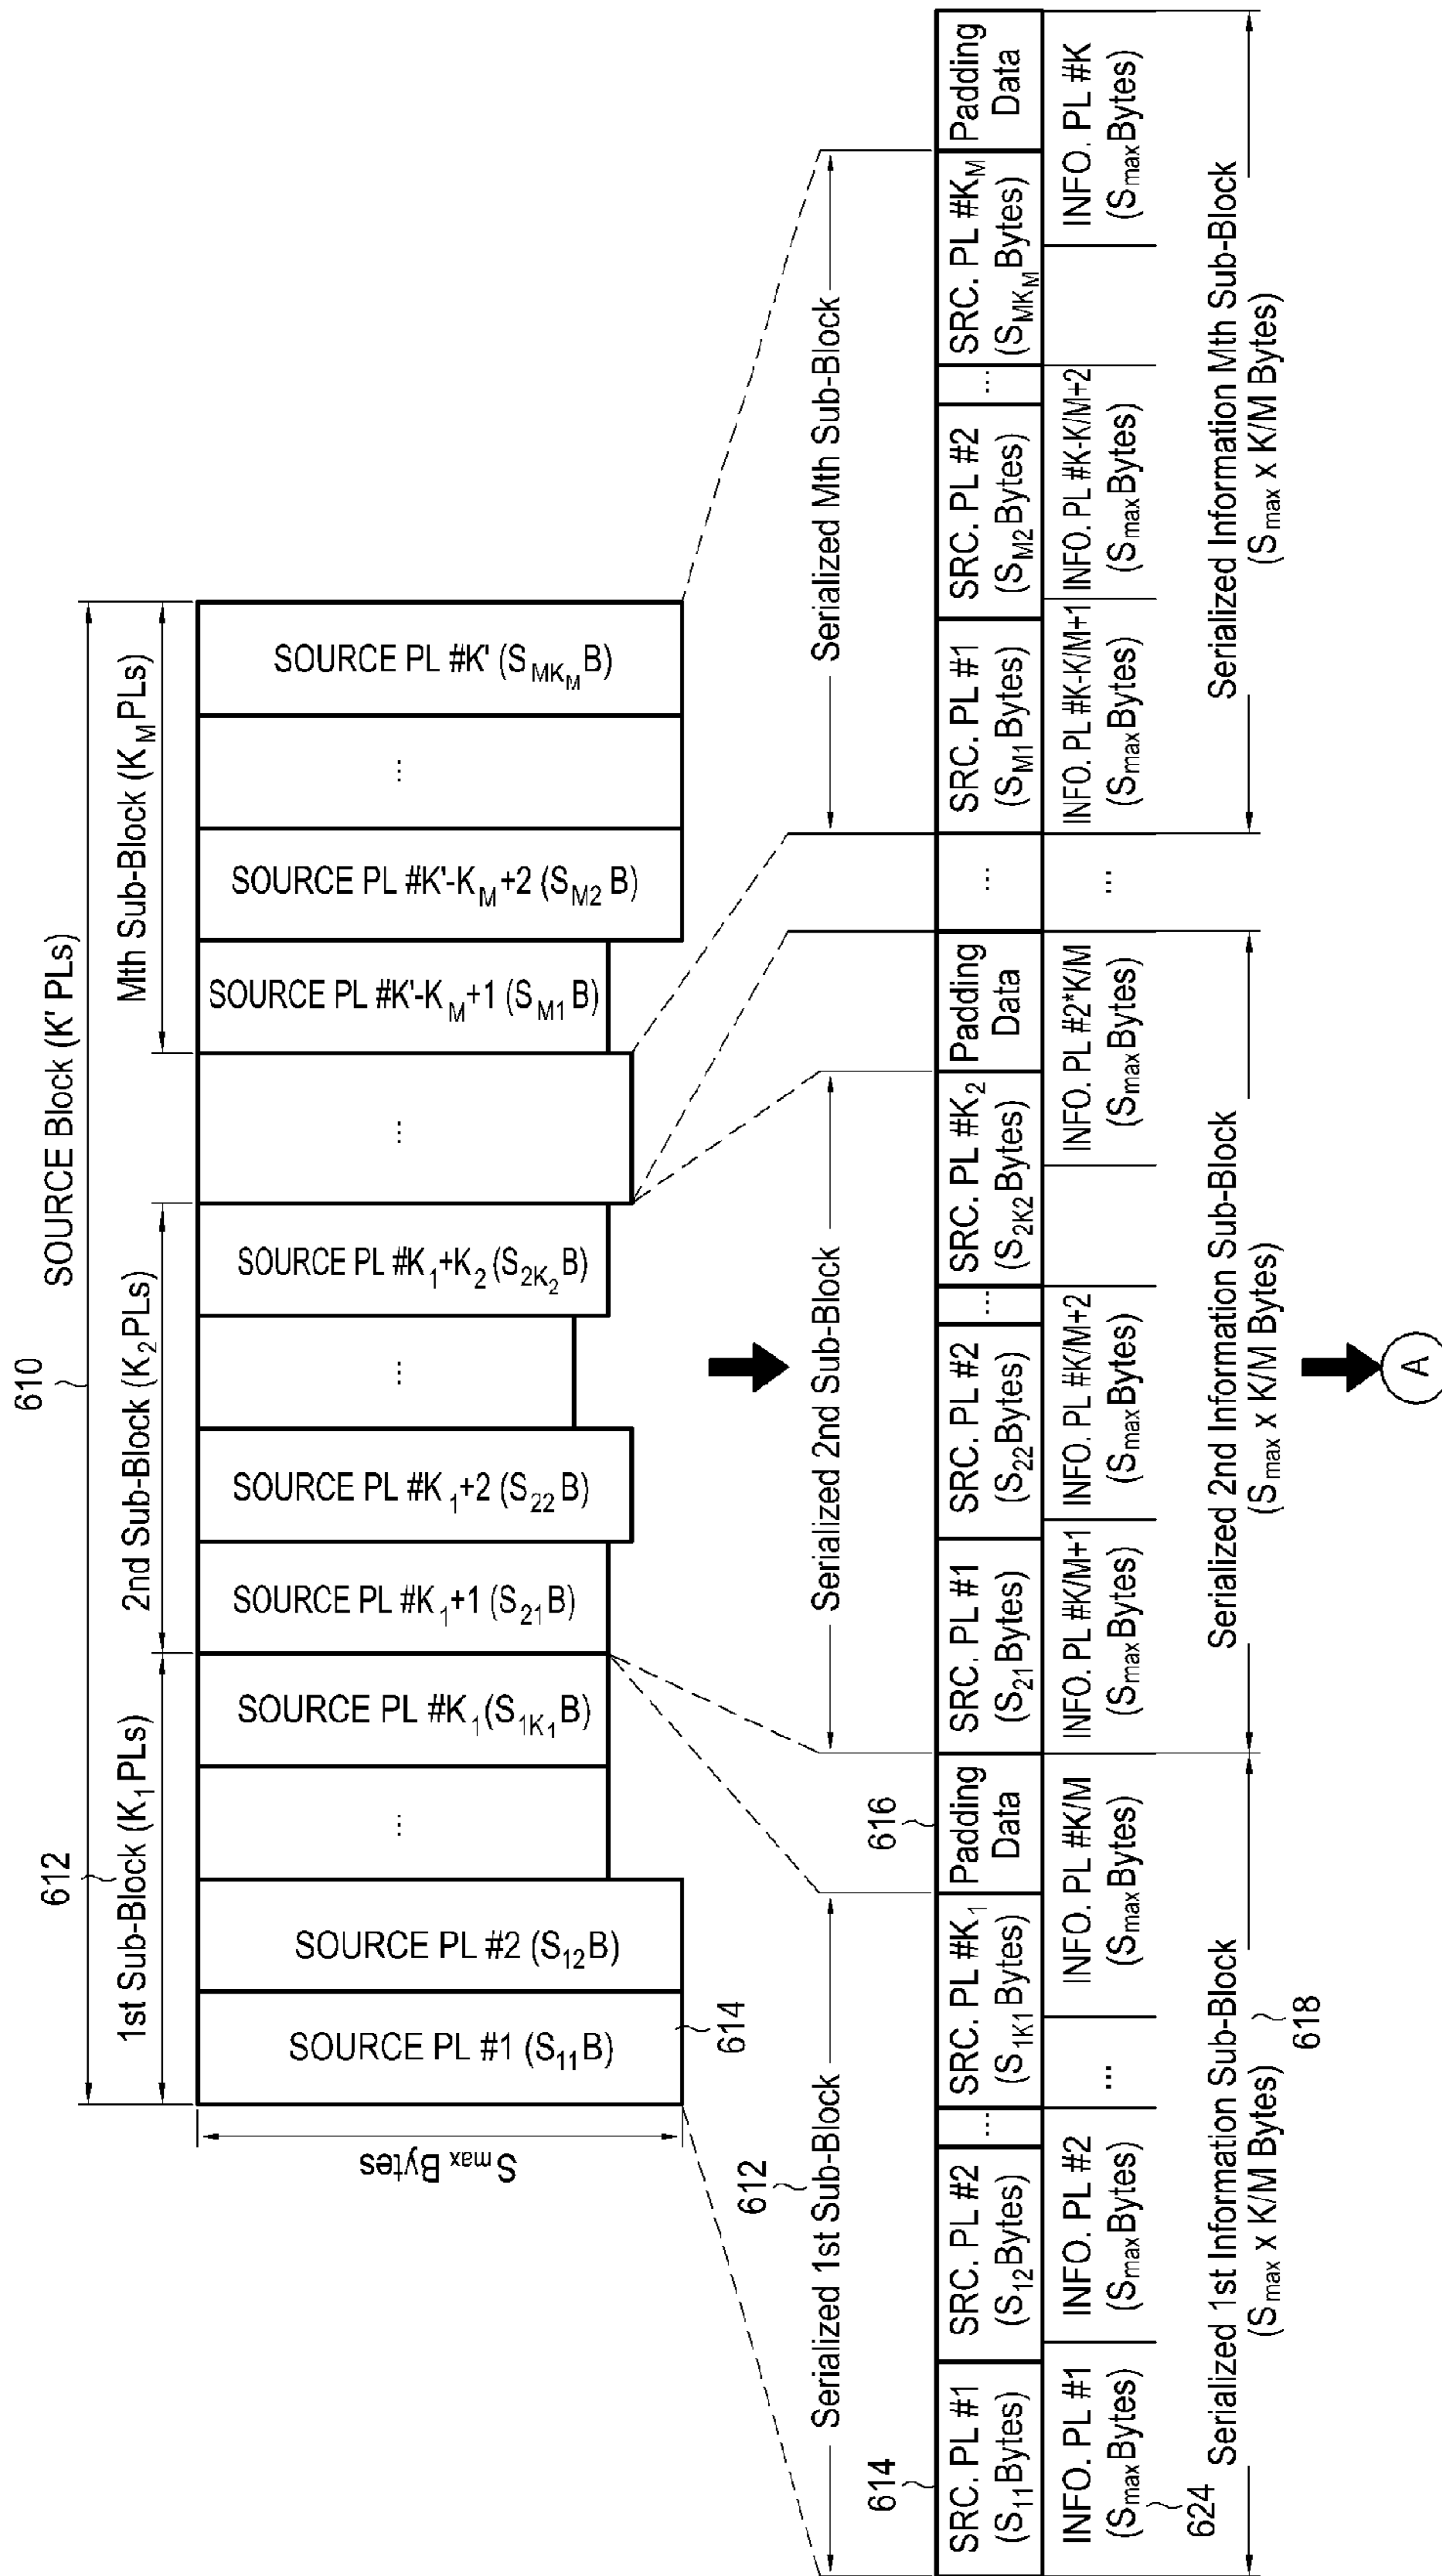 610
SOURCE Block (K' PLs)
612
1st Sub-Block (K1 PLs)
2nd Sub-Block (K2 PLs)
Mth Sub-Block (KM PLs)
Smax Bytes
SOURCE PL #1 (S11 B)
SOURCE PL #2 (S12 B)
...
SOURCE PL #K1 (S1K1 B)
SOURCE PL #K1+1 (S21 B)
SOURCE PL #K1+2 (S22 B)
...
SOURCE PL #K1+K2 (S2K2 B)
...
SOURCE PL #K'-KM+1 (SM1 B)
SOURCE PL #K'-KM+2 (SM2 B)
...
SOURCE PL #K' (SMKM B)
614
612
Serialized 1st Sub-Block
Serialized 2nd Sub-Block
Serialized Mth Sub-Block
614
616
SRC. PL #1
(S11 Bytes)
SRC. PL #2
(S12 Bytes)
...
SRC. PL #K1
(S1K1 Bytes)
Padding
Data
SRC. PL #1
(S21 Bytes)
SRC. PL #2
(S22 Bytes)
...
SRC. PL #K2
(S2K2 Bytes)
Padding
Data
...
SRC. PL #1
(SM1 Bytes)
SRC. PL #2
(SM2 Bytes)
...
SRC. PL #KM
(SMKM Bytes)
Padding
Data
INFO. PL #1
(Smax Bytes)
624
INFO. PL #2
(Smax Bytes)
...
INFO. PL #K/M
(Smax Bytes)
INFO. PL #K/M+1
(Smax Bytes)
INFO. PL #K/M+2
(Smax Bytes)
INFO. PL #2*K/M
(Smax Bytes)
...
INFO. PL #K-K/M+1
(Smax Bytes)
INFO. PL #K-K/M+2
(Smax Bytes)
INFO. PL #K
(Smax Bytes)
Serialized 1st Information Sub-Block
(Smax x K/M Bytes)
618
Serialized 2nd Information Sub-Block
(Smax x K/M Bytes)
Serialized Information Mth Sub-Block
(Smax x K/M Bytes)
A